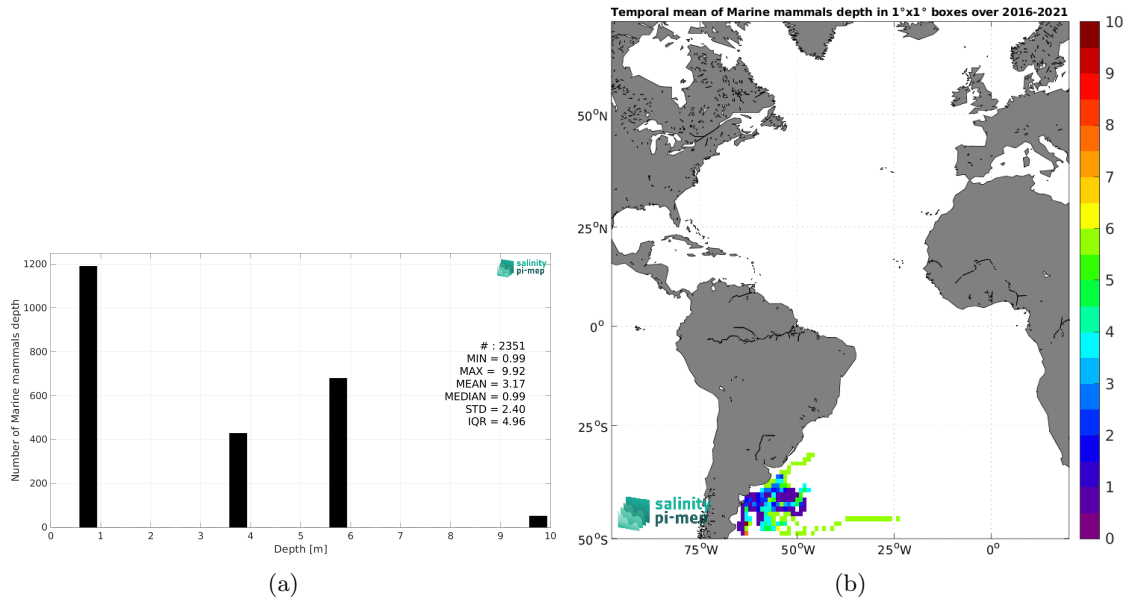 Number of Marine mammals depth
1200
1000
800
600
400
200
0
0 1 2 3 4 5 6 7 8 9 10
Depth [m]
salinity
pi-mep
# : 2351
MIN = 0.99
MAX = 9.92
MEAN = 3.17
MEDIAN = 0.99
STD = 2.40
IQR = 4.96
(a)
Temporal mean of Marine mammals depth in 1°x1° boxes over 2016-2021
50°N
25°N
0°
25°S
50°S
75°W 50°W 25°W 0°
salinity
pi-mep
10
9
8
7
6
5
4
3
2
1
0
(b)